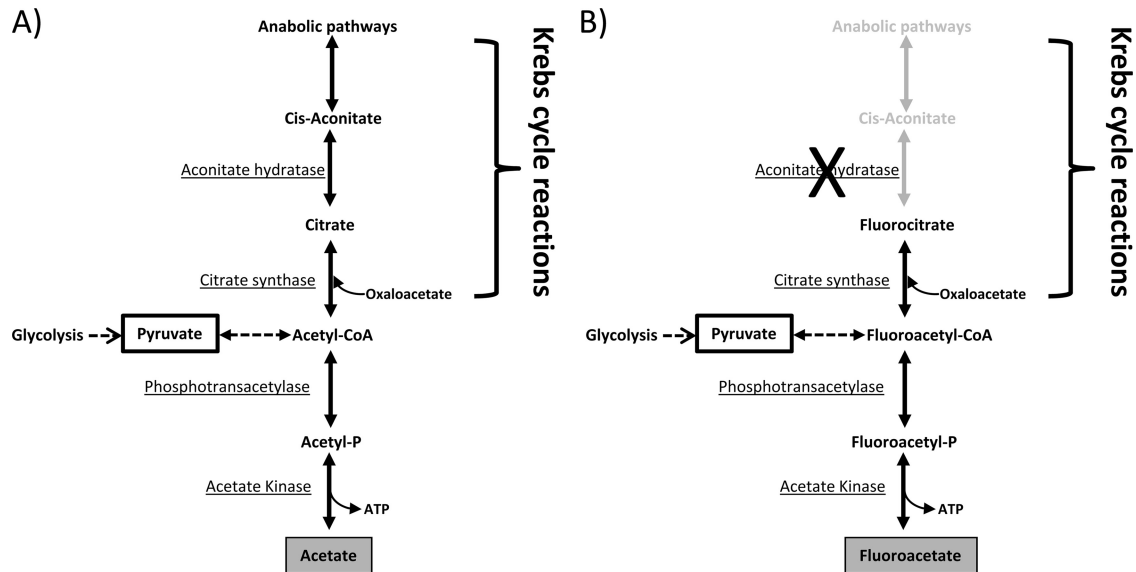 A)
Anabolic pathways
Cis-Aconitate
Aconitate hydratase
Citrate
Citrate synthase
Oxaloacetate
Glycolysis
Pyruvate
Acetyl-CoA
Phosphotransacetylase
Acetyl-P
Acetate Kinase
ATP
Acetate
Krebs cycle reactions
B)
Anabolic pathways
Cis-Aconitate
Aconitate hydratase
X
Fluorocitrate
Citrate synthase
Oxaloacetate
Glycolysis
Pyruvate
Fluoroacetyl-CoA
Phosphotransacetylase
Fluoroacetyl-P
Acetate Kinase
ATP
Fluoroacetate
Krebs cycle reactions